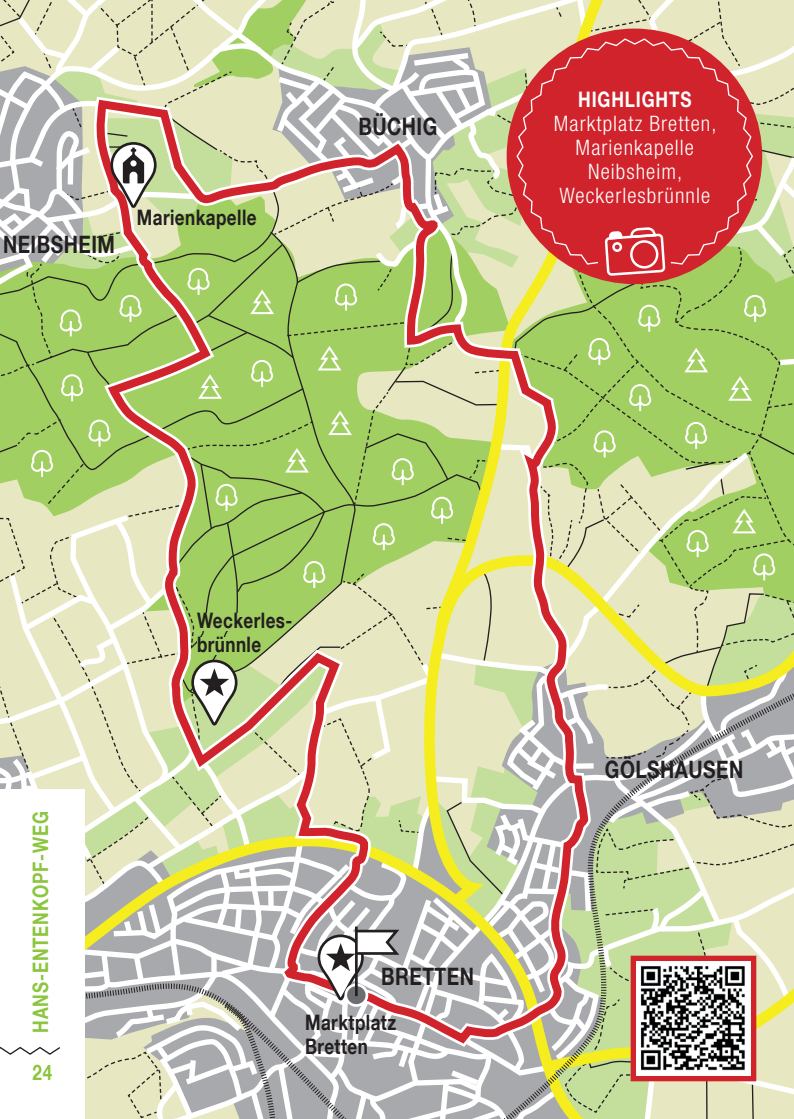 HIGHLIGHTS
Marktplatz Bretten,
Marienkapelle
Neibsheim,
Weckerlesbrünnle
BÜCHIG
Marienkapelle
NEIBSHEIM
Weckerles-
brünnle
GÖLSHAUSEN
BRETTEN
Marktplatz
Bretten
HANS-ENTENKOPF-WEG
24